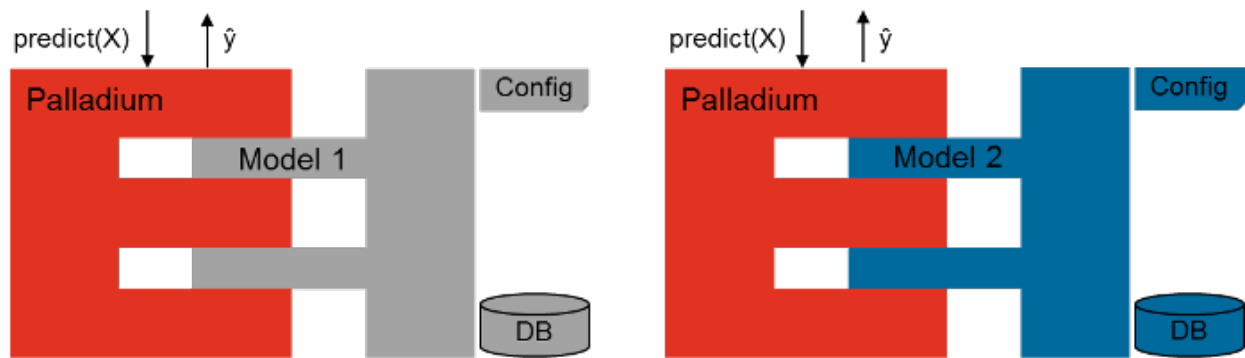 predict(X) ŷ
Palladium
Config
Model 1
DB
predict(X) ŷ
Palladium
Config
Model 2
DB